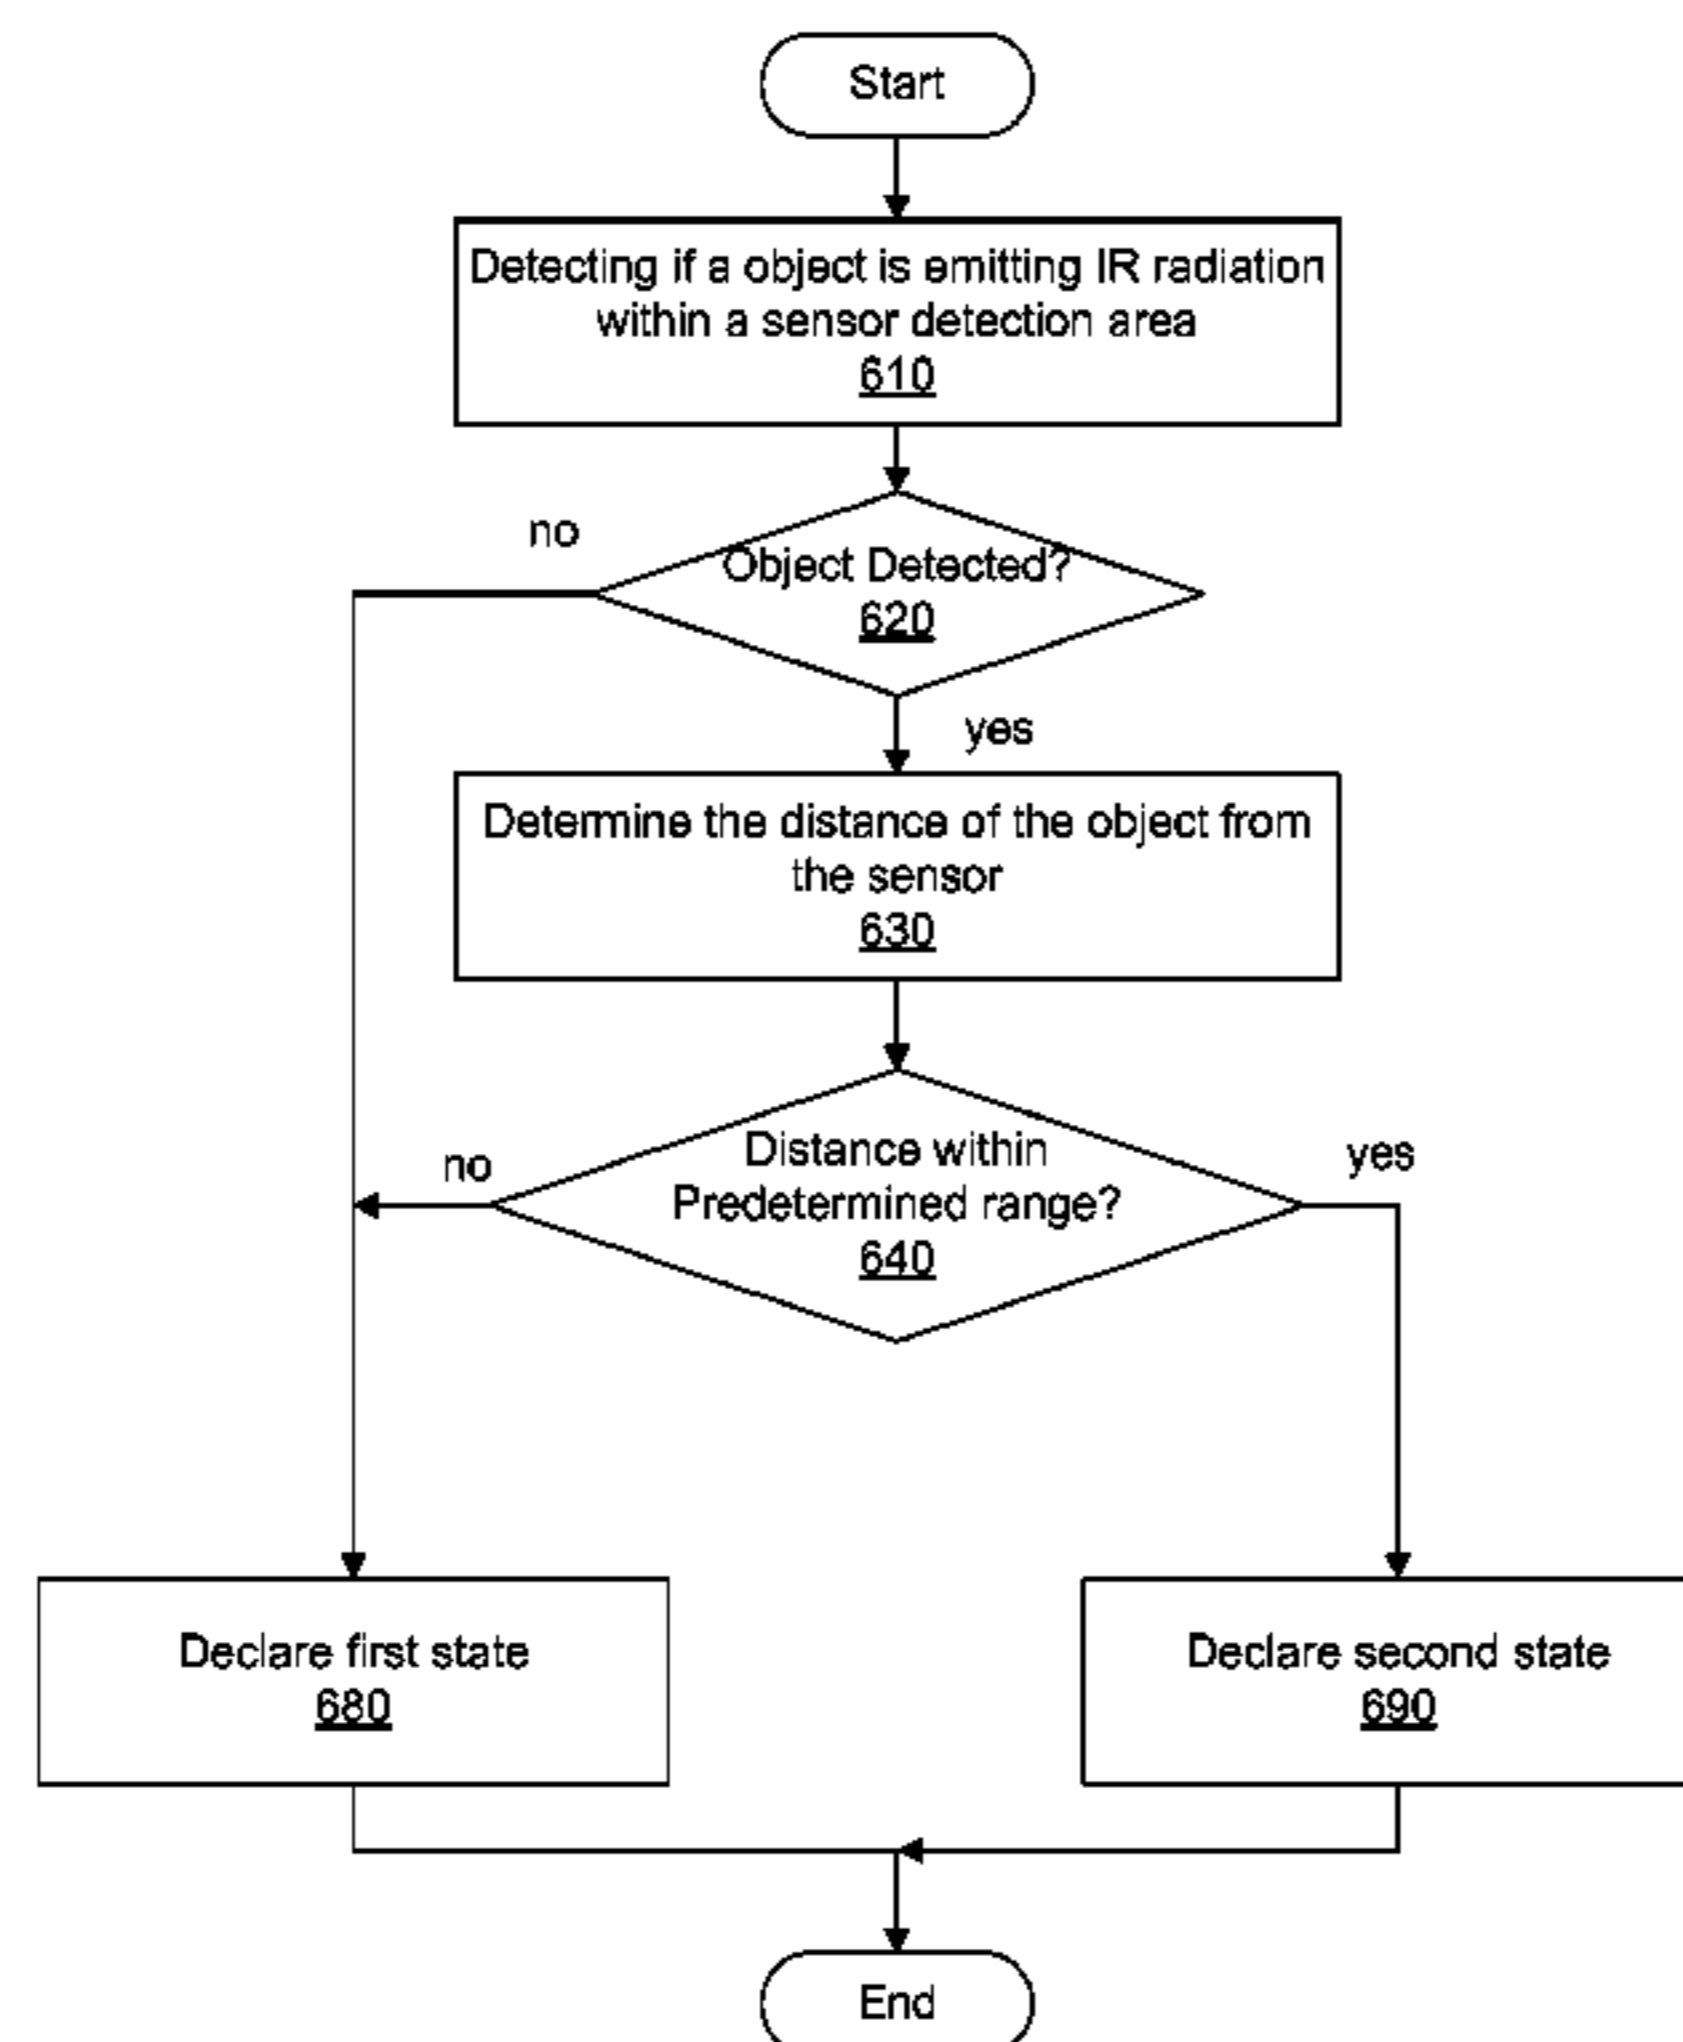 Start
Detecting if a object is emitting IR radiation
within a sensor detection area
610
no
Object Detected?
620
yes
Determine the distance of the object from
the sensor
630
no
Distance within
Predetermined range?
640
yes
Declare first state
680
Declare second state
690
End